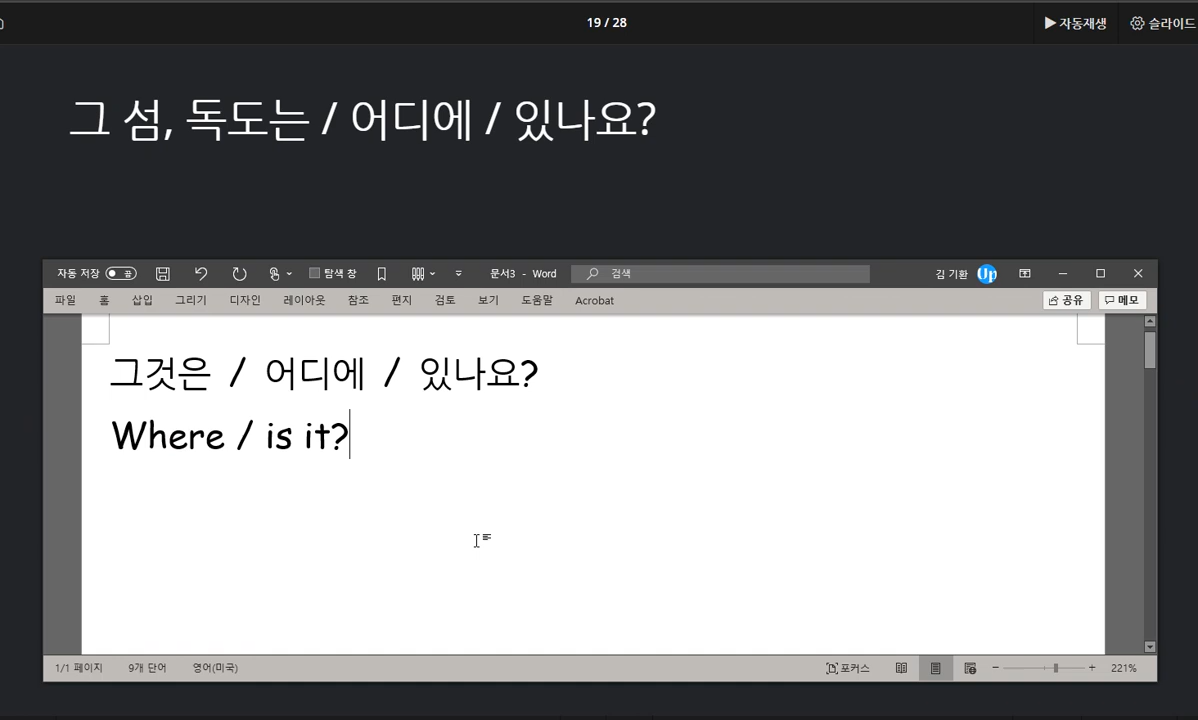 19 / 28
▶자동재생
슬라이드
그 섬, 독도는 / 어디에 / 있나요?
자동 저장
끔
탐색 창
문서3 - Word
검색
김 기환
Up
파일 홈 삽입 그리기 디자인 레이아웃 참조 편지 검토 보기 도움말 Acrobat
공유
메모
그것은 / 어디에 / 있나요?
Where / is it?
1/1 페이지 9개 단어 영어(미국)
포커스
221%